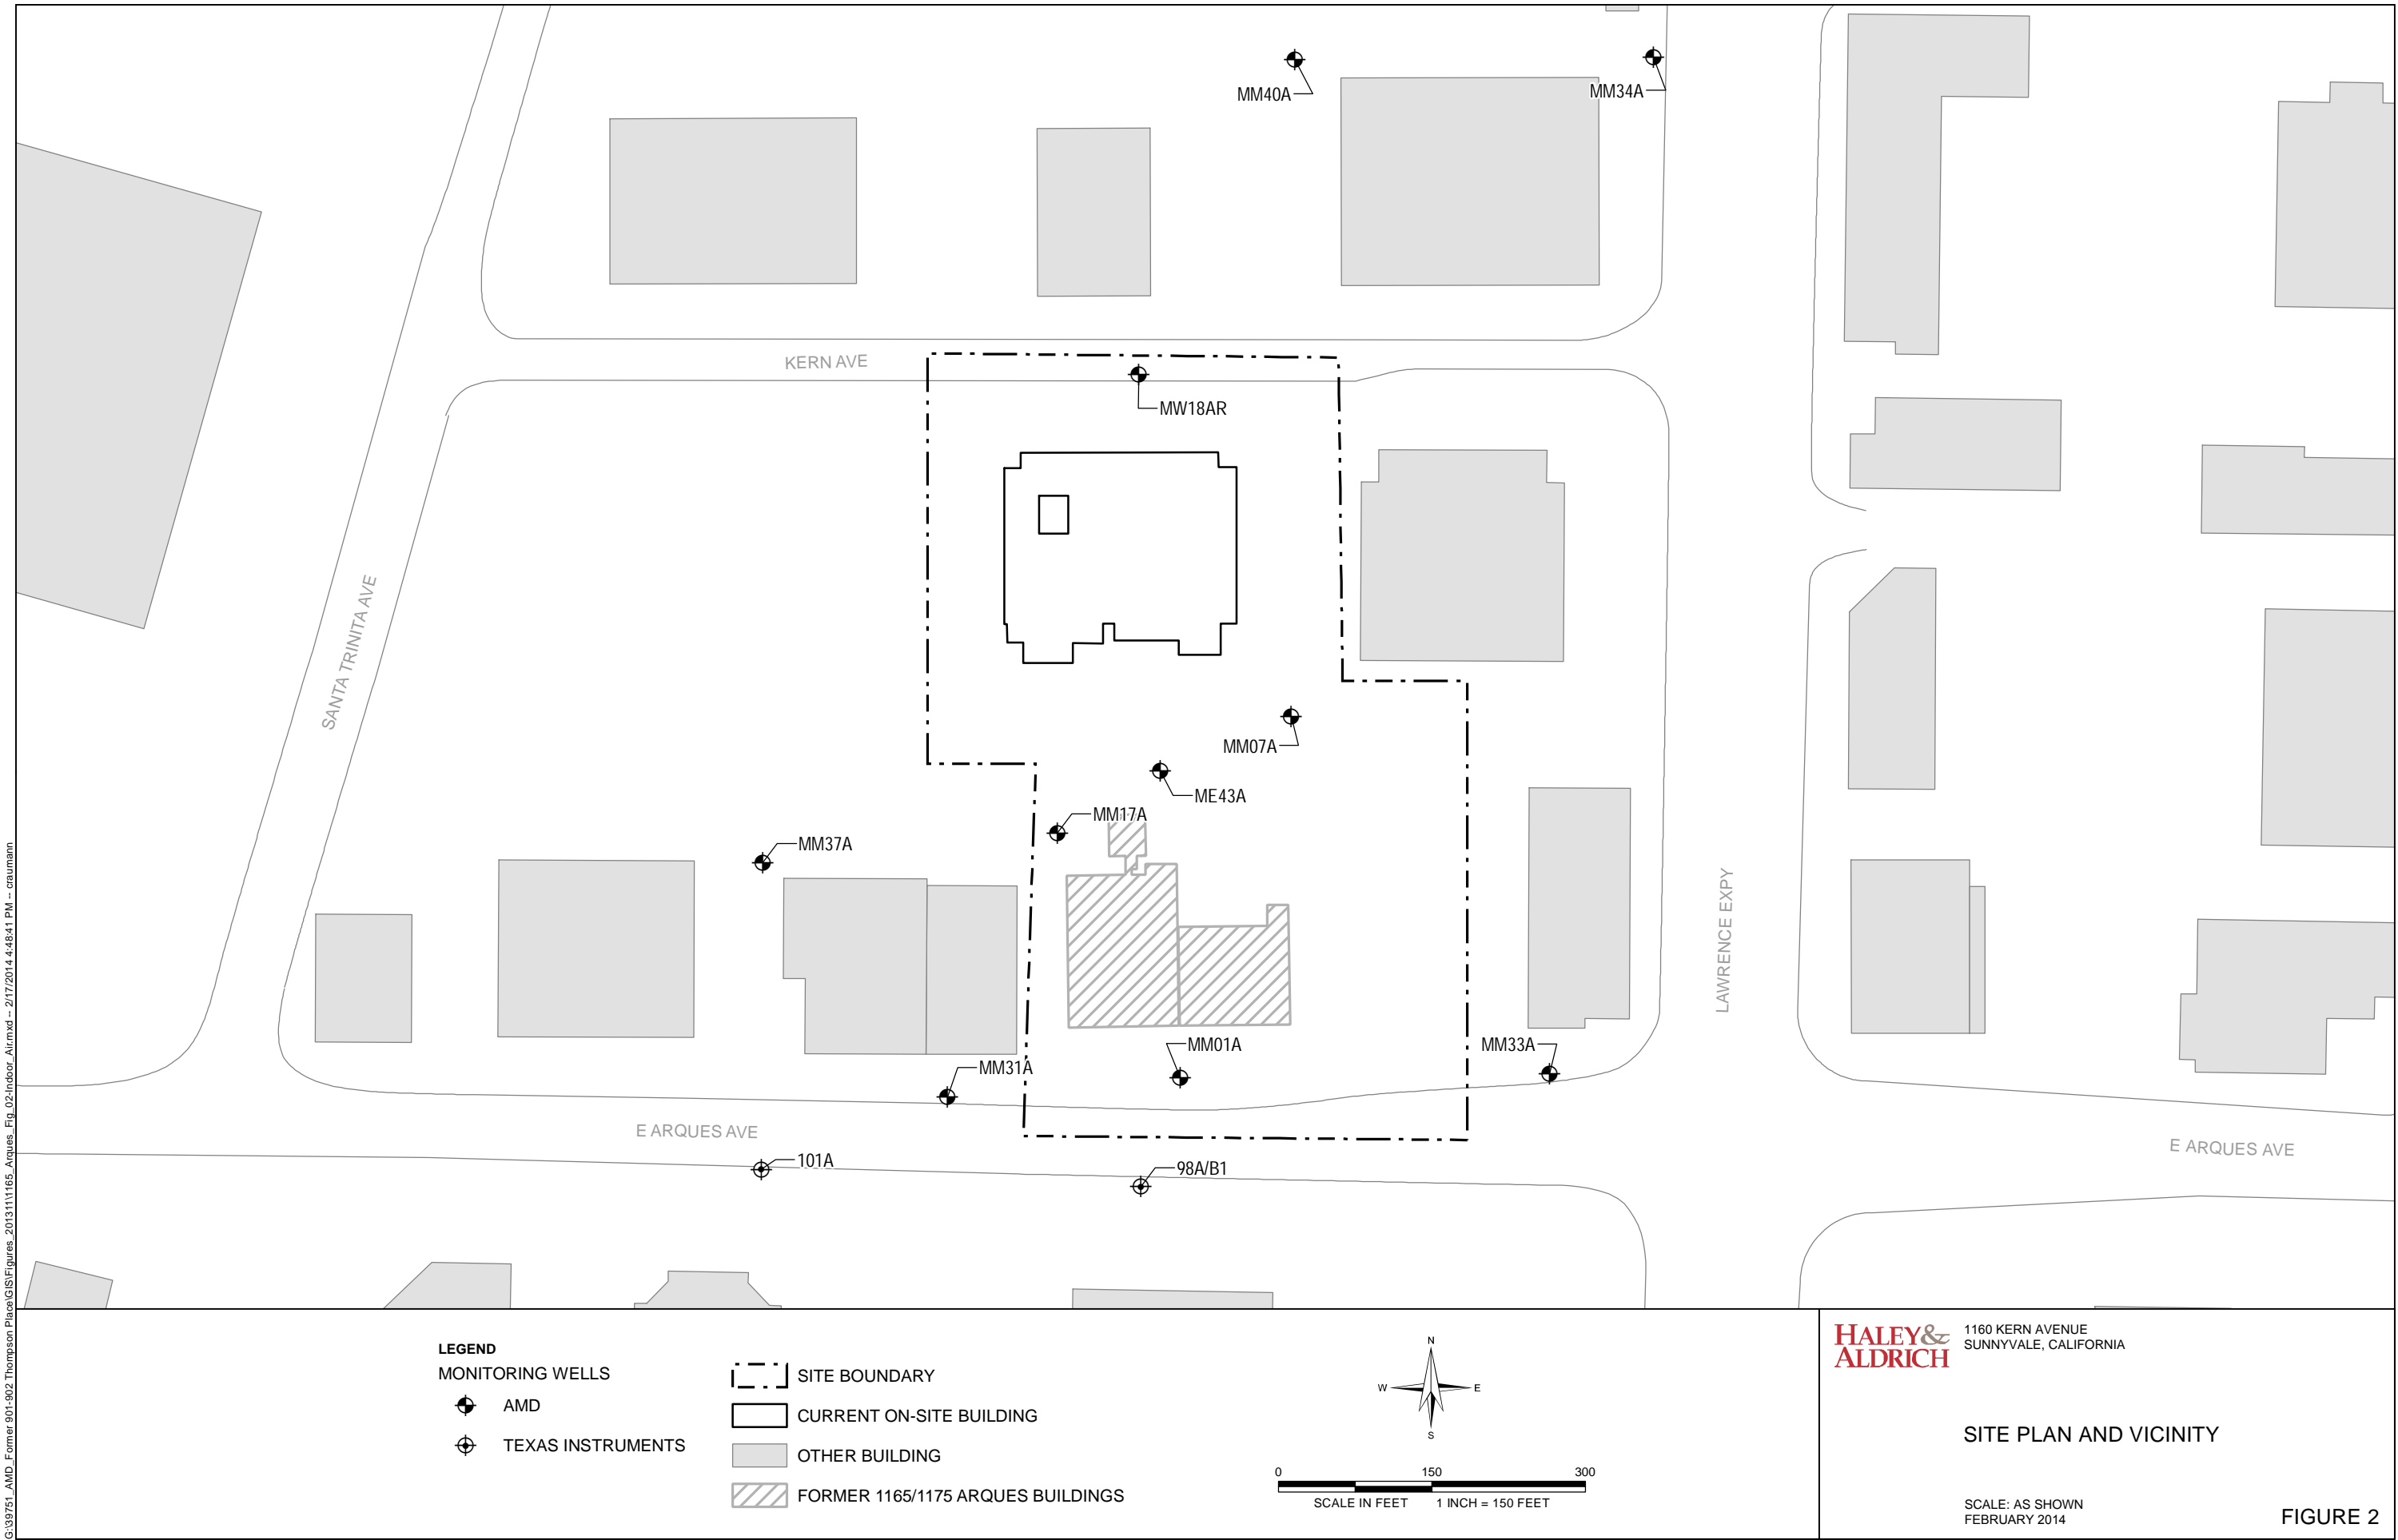 MM40A
MM34A
KERN AVE
MW18AR
SANTA TRINITA AVE
MM07A
ME43A
MM17A
MM37A
LAWRENCE EXPY
MM01A
MM33A
MM31A
E ARQUES AVE
E ARQUES AVE
101A
98A/B1
G:\39751_AMD_Former 901-902 Thompson Place\GIS\Figures_201311\1165_Arques_Fig_02-Indoor_Air.mxd -- 2/17/2014 4:48:41 PM -- craumann
LEGEND
MONITORING WELLS
AMD
TEXAS INSTRUMENTS
SITE BOUNDARY
CURRENT ON-SITE BUILDING
OTHER BUILDING
FORMER 1165/1175 ARQUES BUILDINGS
N
W E
S
0 150 300
SCALE IN FEET 1 INCH = 150 FEET
HALEY&
ALDRICH
1160 KERN AVENUE
SUNNYVALE, CALIFORNIA
SITE PLAN AND VICINITY
SCALE: AS SHOWN
FEBRUARY 2014
FIGURE 2